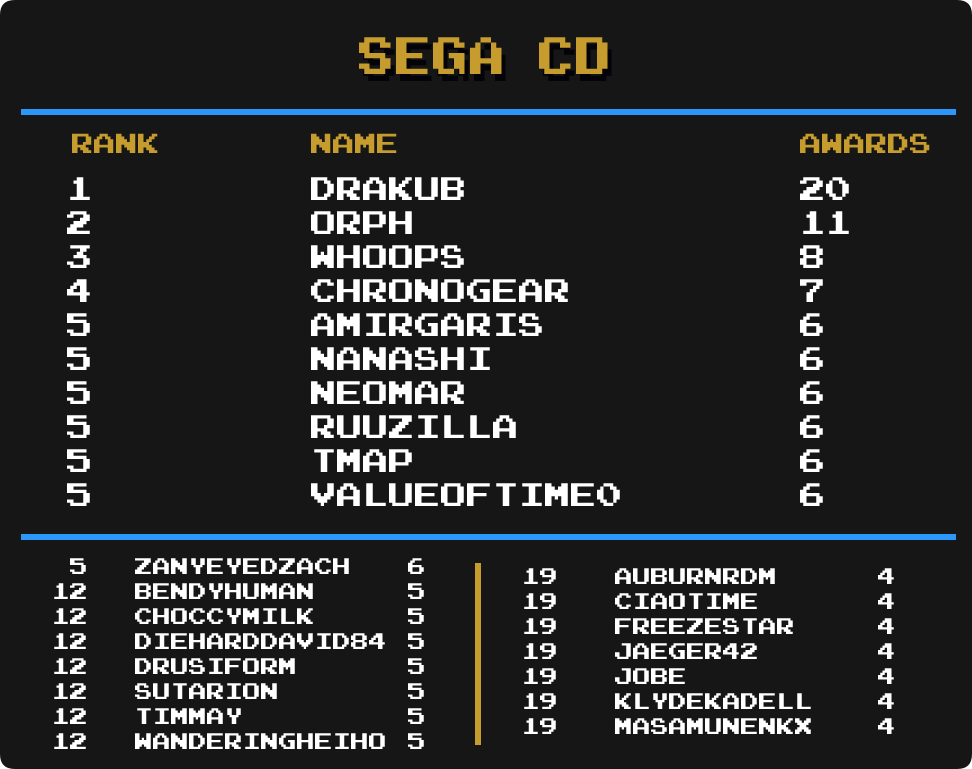 SEGA CD
RANK NAME AWARDS
1 DRAKUB 20
2 ORPH 11
3 WHOOPS 8
4 CHRONOGEAR 7
5 AMIRGARIS 6
5 NANASHI 6
5 NEOMAR 6
5 RUUZILLA 6
5 TMAP 6
5 VALUEOFTIME0 6
5 ZANYEYEDZACH 6
12 BENDYHUMAN 5
12 CHOCCYMILK 5
12 DIEHARDDAVID84 5
12 DRUSIFORM 5
12 SUTARION 5
12 TIMMAY 5
12 WANDERINGHEIHO 5
19 AUBURNRDM 4
19 CIAOTIME 4
19 FREEZESTAR 4
19 JAEGER42 4
19 JOBE 4
19 KLYDEKADELL 4
19 MASAMUNENKX 4